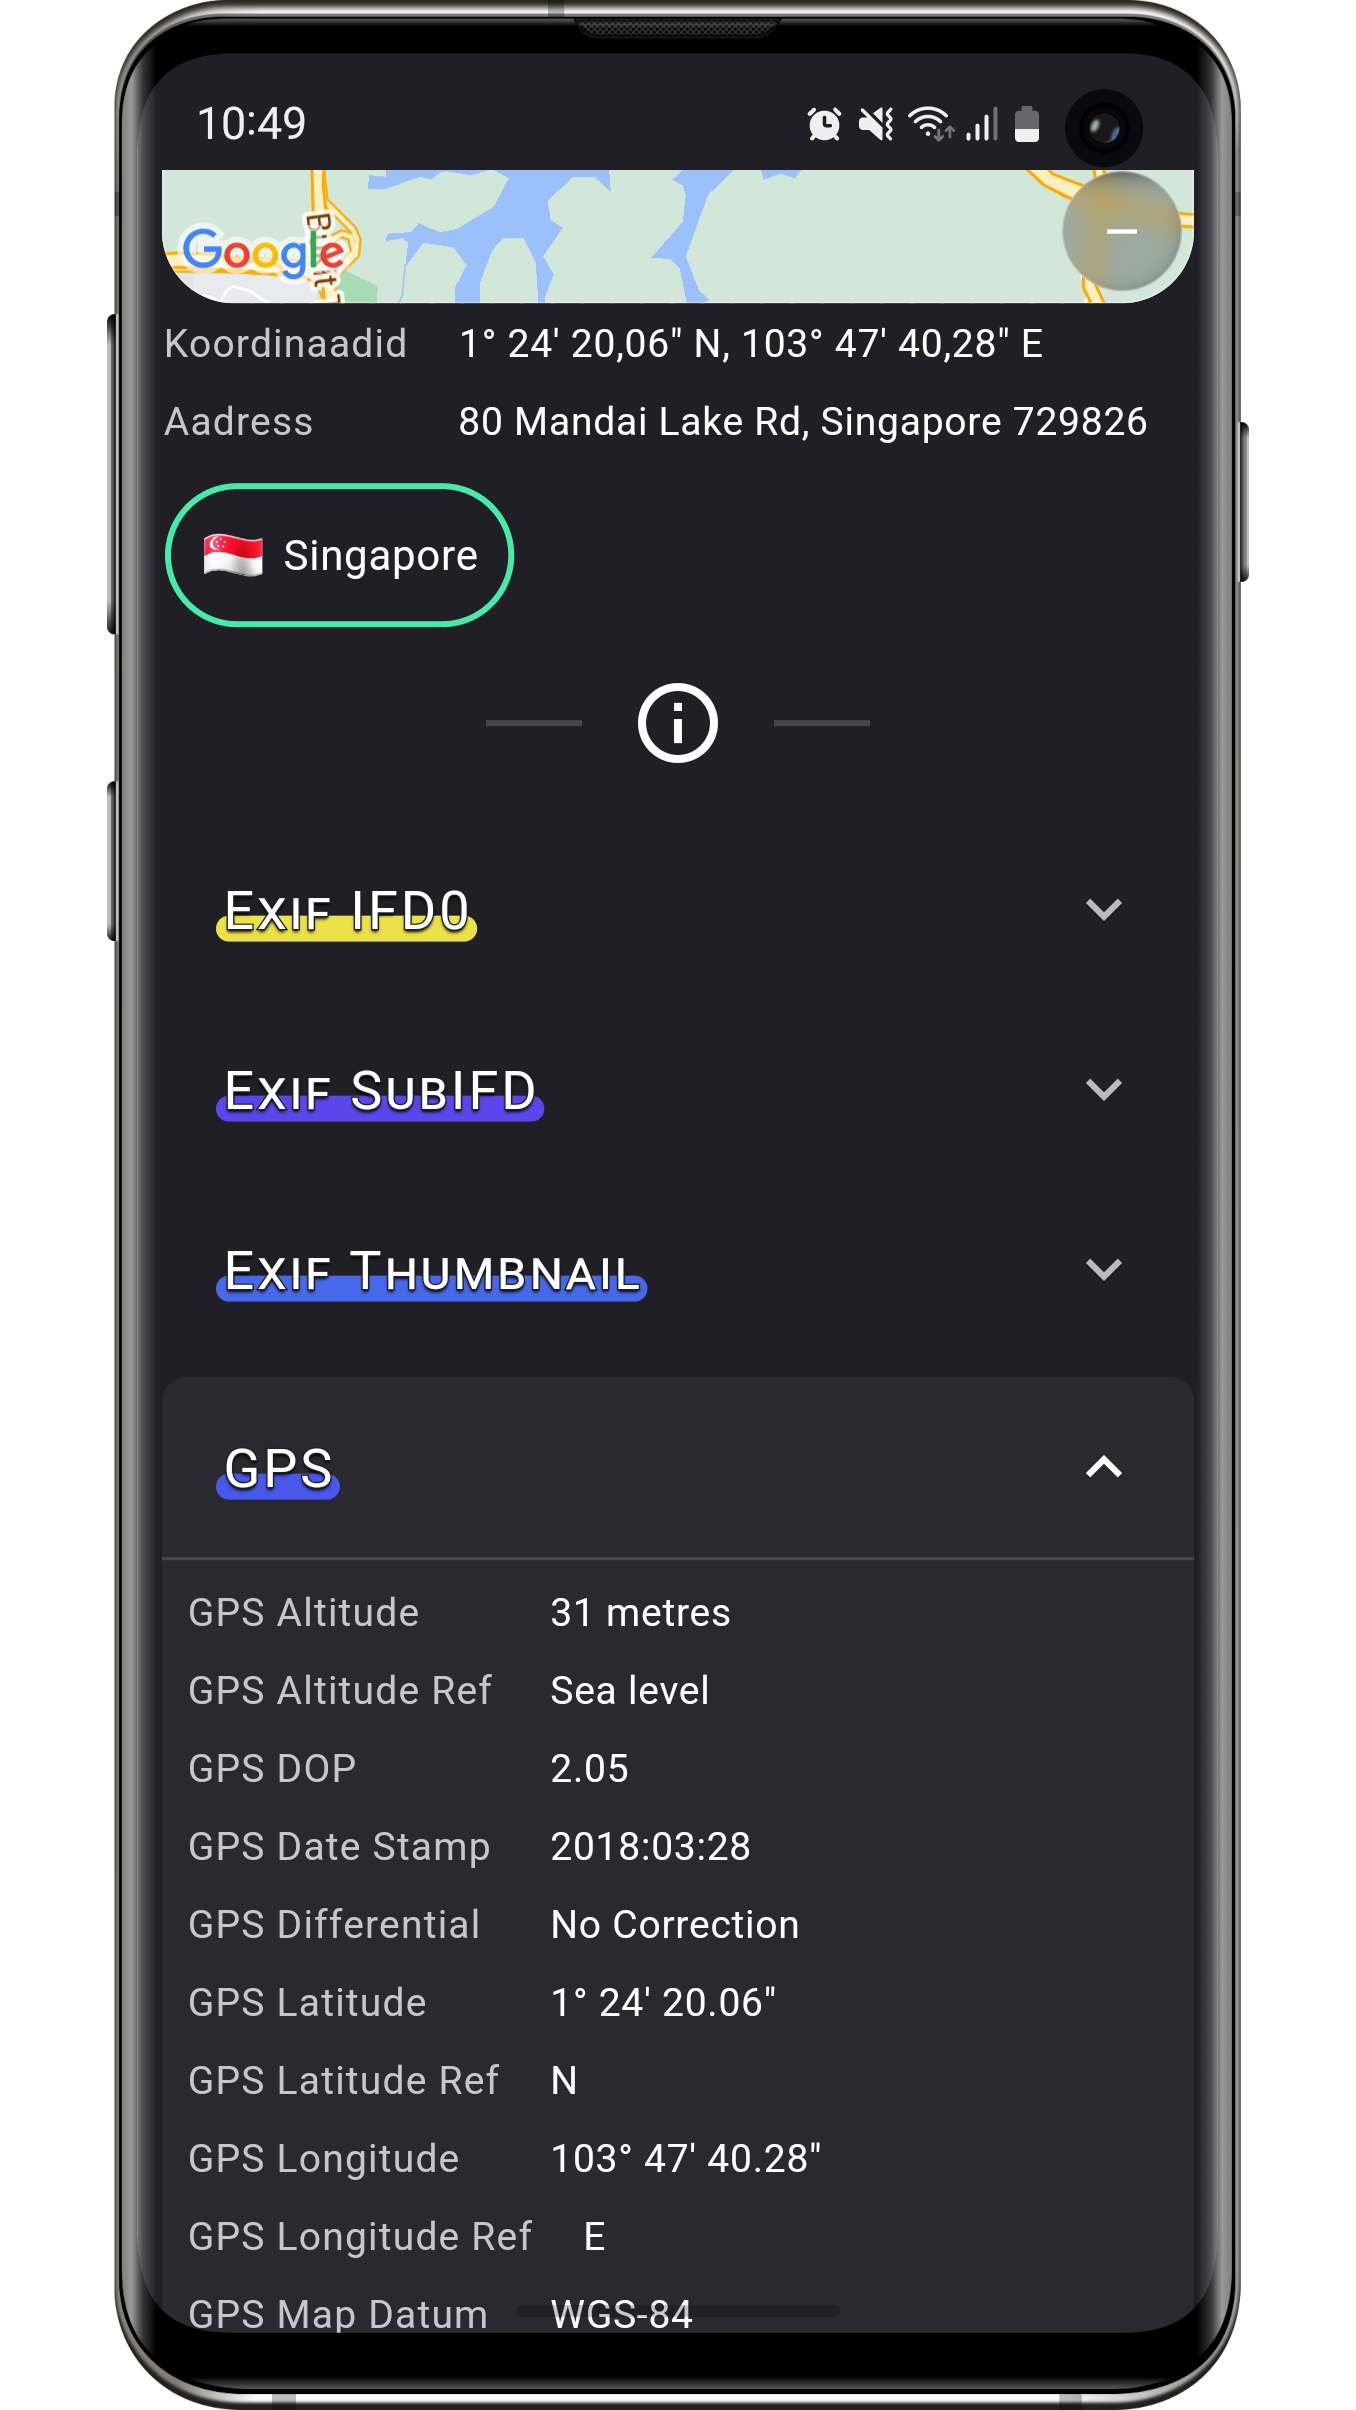 10:49
Google
Koordinaadid 1° 24' 20,06" N, 103° 47' 40,28" E
Aadress 80 Mandai Lake Rd, Singapore 729826
Singapore
Exif IFD0
Exif SubIFD
Exif Thumbnail
GPS
GPS Altitude 31 metres
GPS Altitude Ref Sea level
GPS DOP 2.05
GPS Date Stamp 2018:03:28
GPS Differential No Correction
GPS Latitude 1° 24' 20.06"
GPS Latitude Ref N
GPS Longitude 103° 47' 40.28"
GPS Longitude Ref E
GPS Map Datum WGS-84